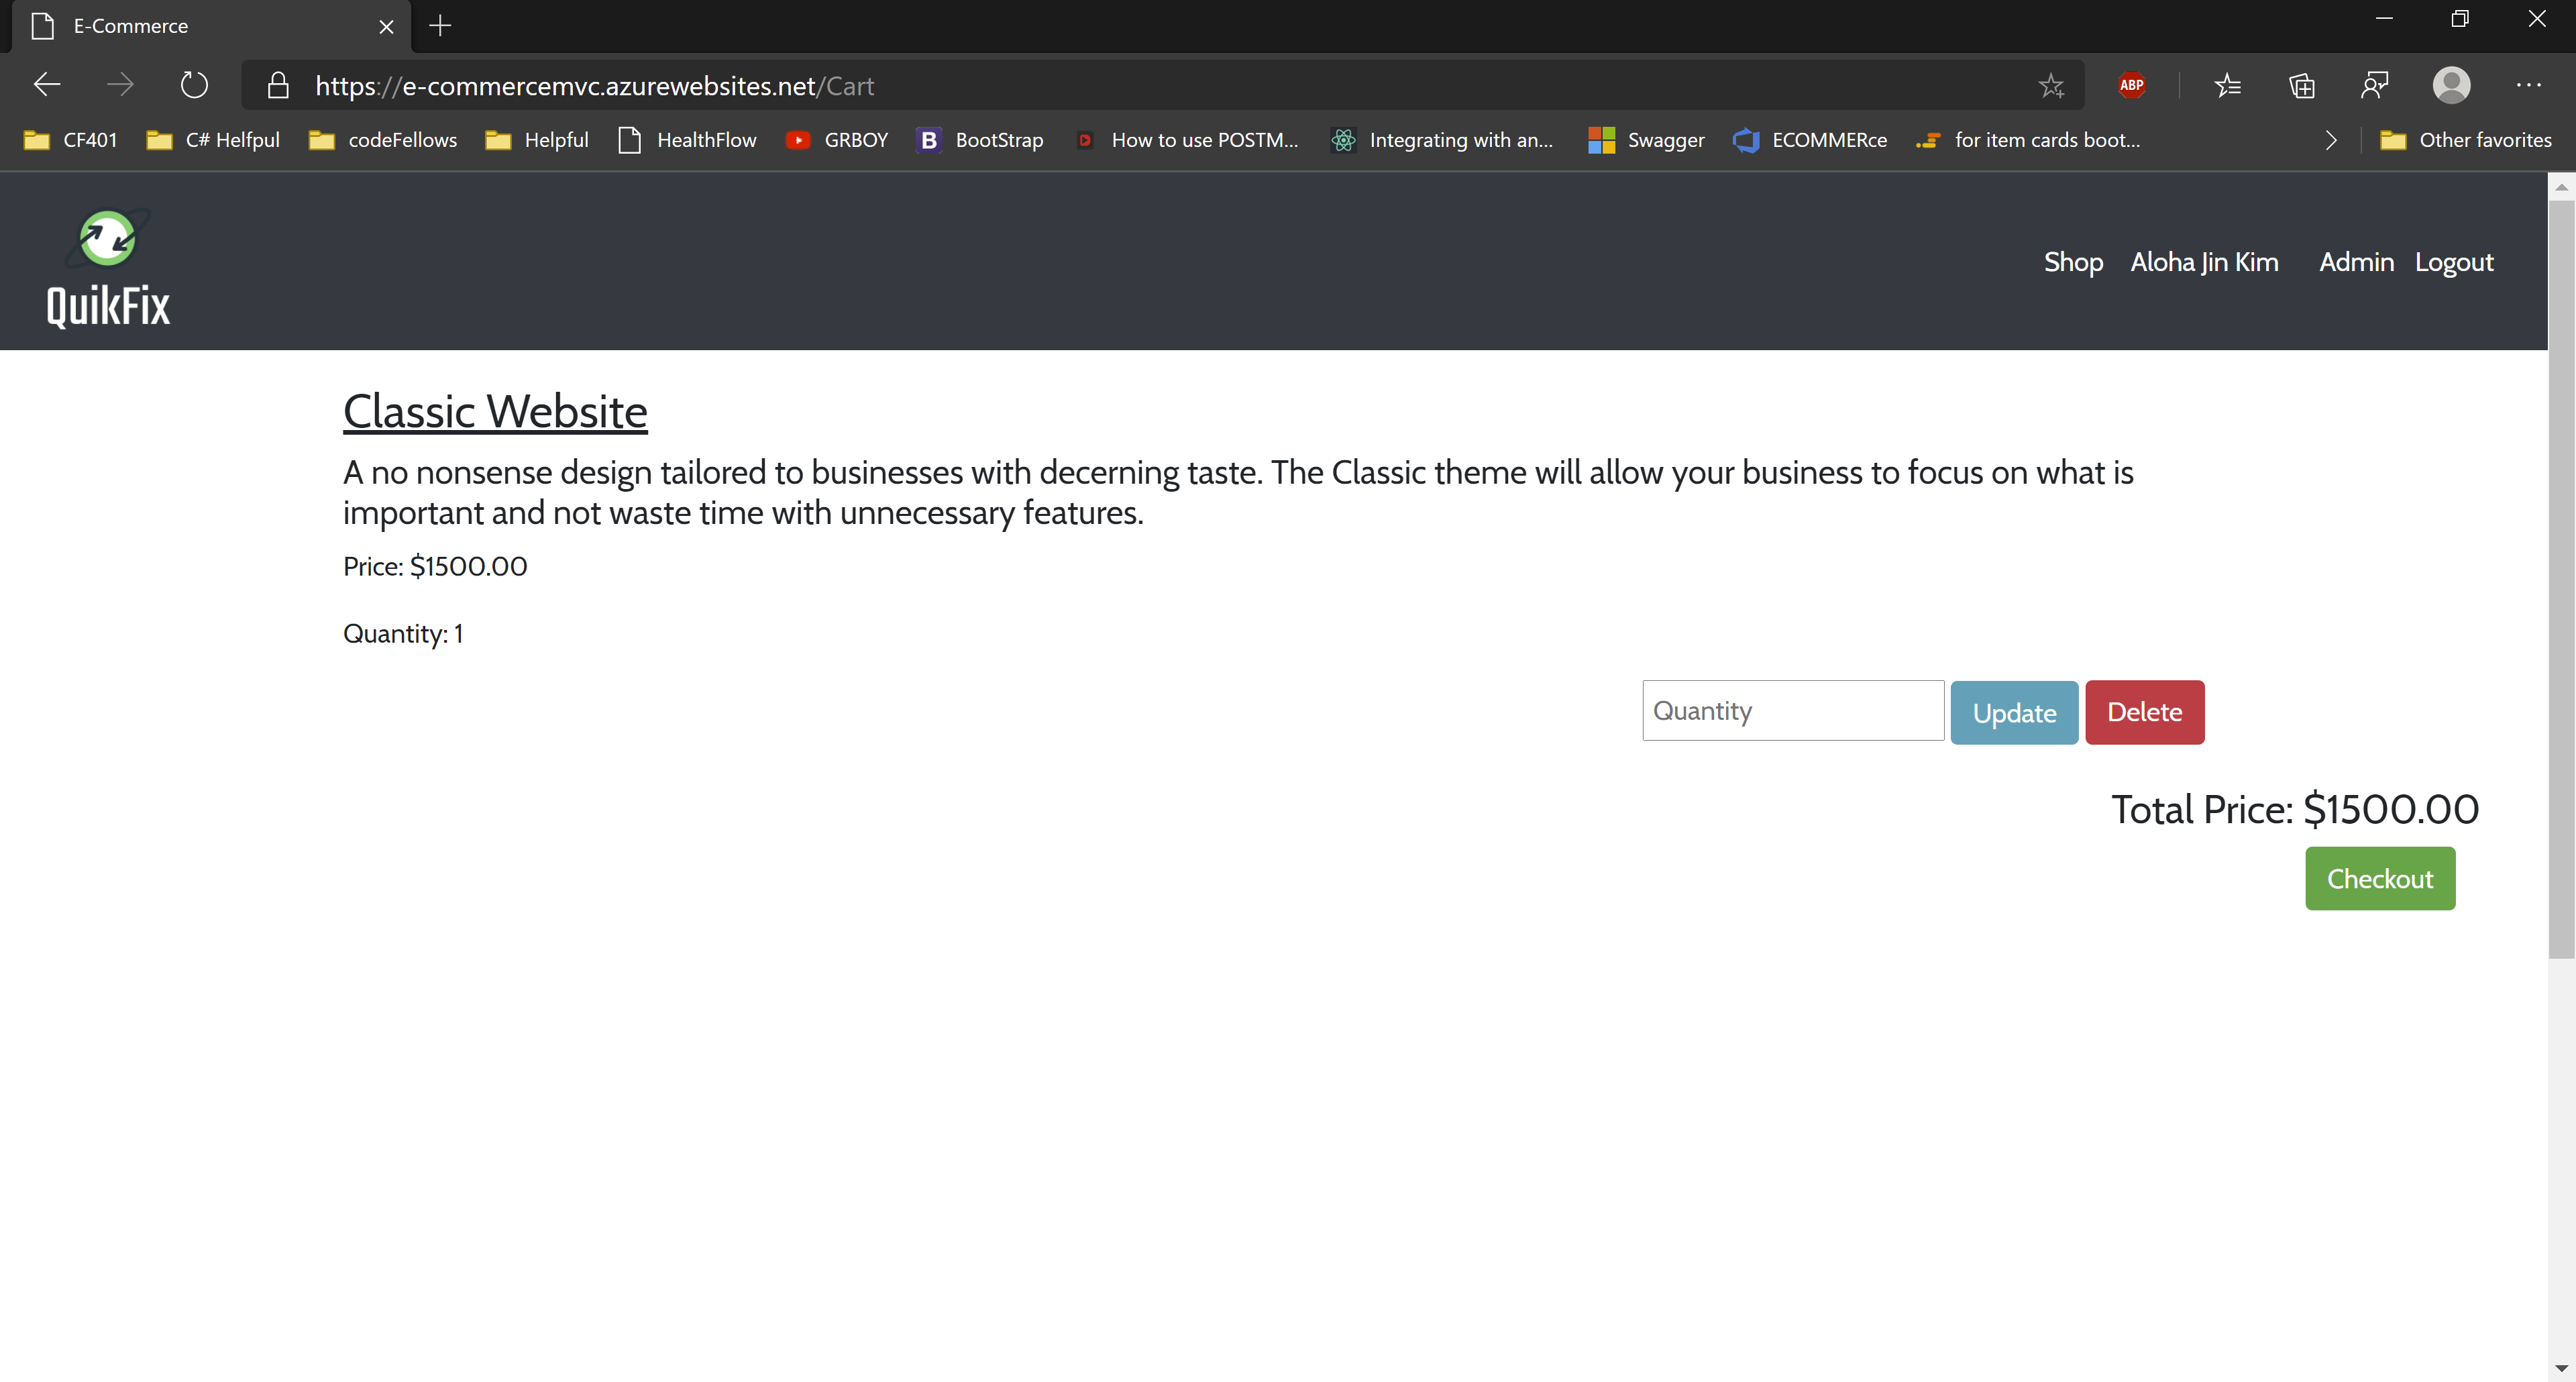 E-Commerce
https://e-commercemvc.azurewebsites.net/Cart
ABP
CF401 C# Helfpul codeFellows Helpful HealthFlow GRBOY B BootStrap How to use POSTM... Integrating with an... Swagger ECOMMERce for item cards boot... Other favorites
QuikFix
Shop Aloha Jin Kim Admin Logout
Classic Website
A no nonsense design tailored to businesses with decerning taste. The Classic theme will allow your business to focus on what is
important and not waste time with unnecessary features.
Price: $1500.00
Quantity: 1
Quantity Update Delete
Total Price: $1500.00
Checkout